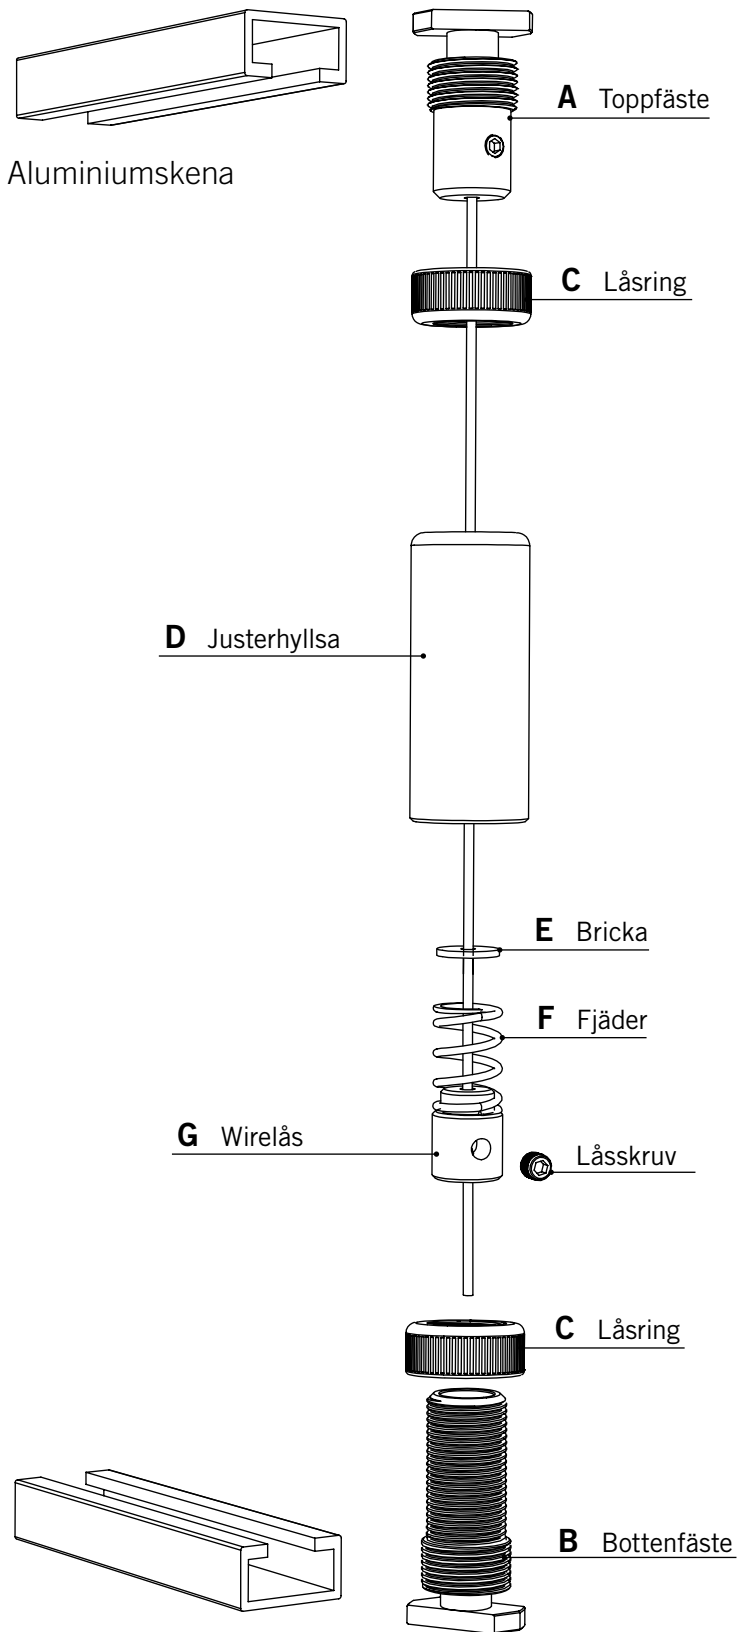 A Toppfäste
Aluminiumskena
C Låsring
D Justerhyllsa
E Bricka
F Fjäder
G Wirelås
Låsskruv
C Låsring
B Bottenfäste